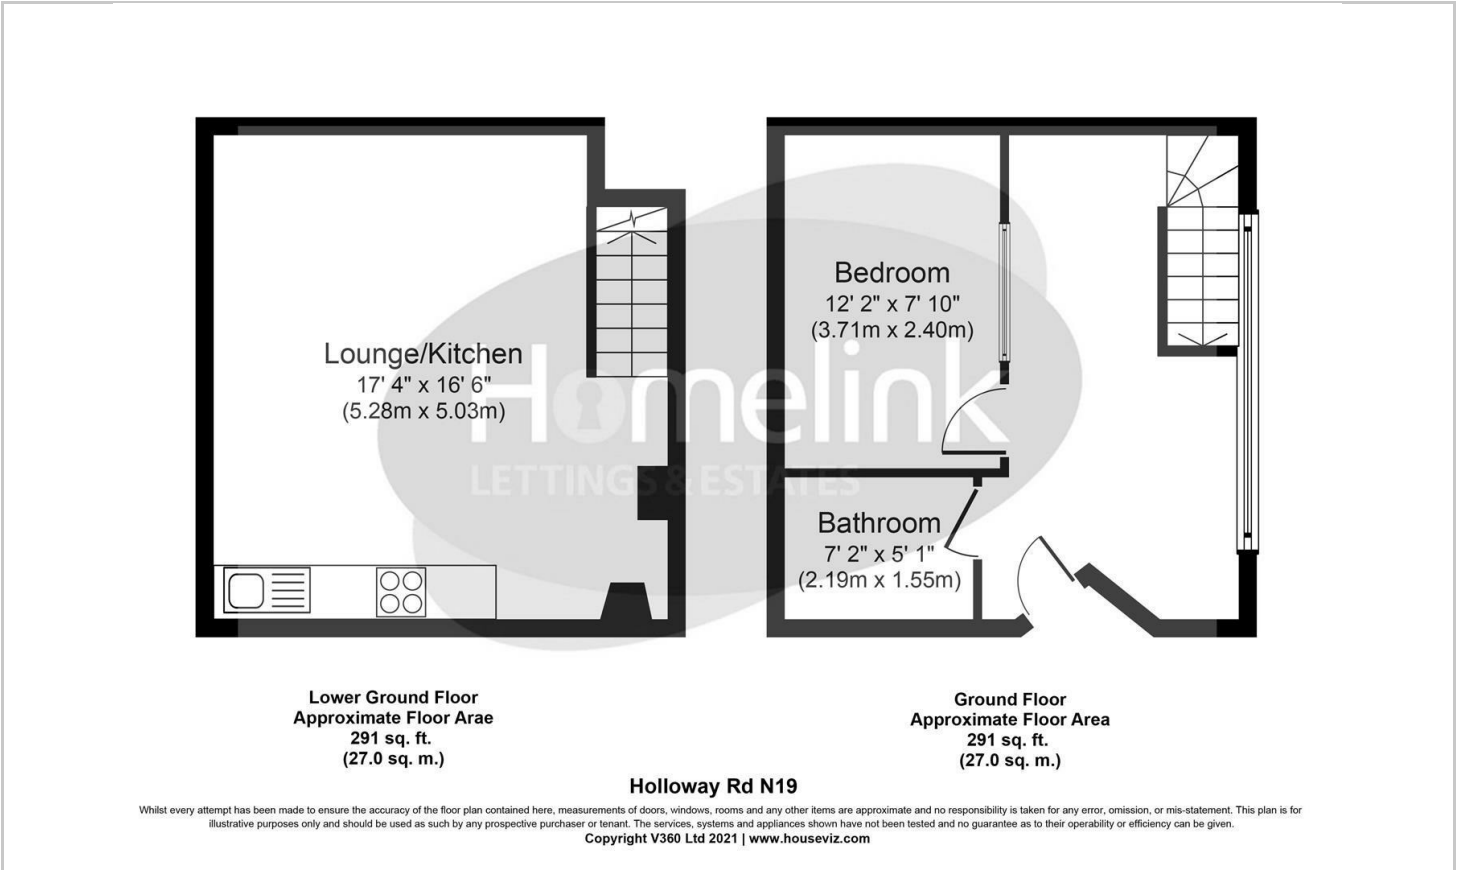 Lounge/Kitchen
17' 4" x 16' 6"
(5.28m x 5.03m)
Bedroom
12' 2" x 7' 10"
(3.71m x 2.40m)
Homelink
LETTINGS & ESTATES
Bathroom
7' 2" x 5' 1"
(2.19m x 1.55m)
Lower Ground Floor
Approximate Floor Arae
291 sq. ft.
(27.0 sq. m.)
Ground Floor
Approximate Floor Area
291 sq. ft.
(27.0 sq. m.)
Holloway Rd N19
Whilst every attempt has been made to ensure the accuracy of the floor plan contained here, measurements of doors, windows, rooms and any other items are approximate and no responsibility is taken for any error, omission, or mis-statement. This plan is for
illustrative purposes only and should be used as such by any prospective purchaser or tenant. The services, systems and appliances shown have not been tested and no guarantee as to their operability or efficiency can be given.
Copyright V360 Ltd 2021 | www.houseviz.com